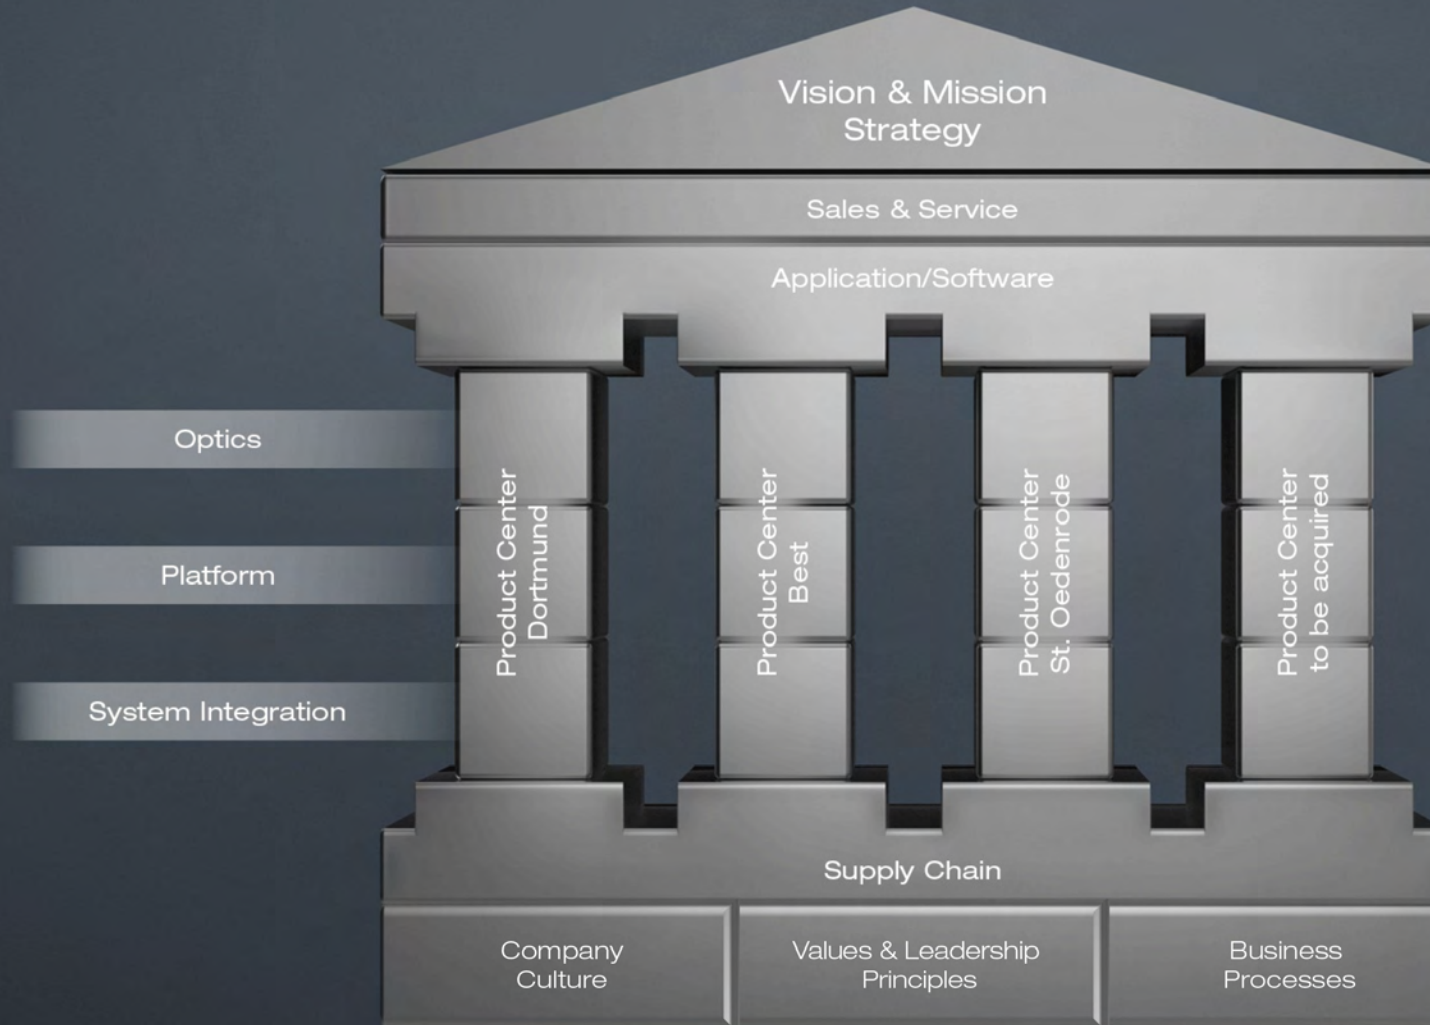 Vision & Mission
Strategy
Sales & Service
Application/Software
Optics
Platform
System Integration
Product Center
Dortmund
Product Center
Best
Product Center
St. Oedenrode
Product Center
to be acquired
Supply Chain
Company
Culture
Values & Leadership
Principles
Business
Processes